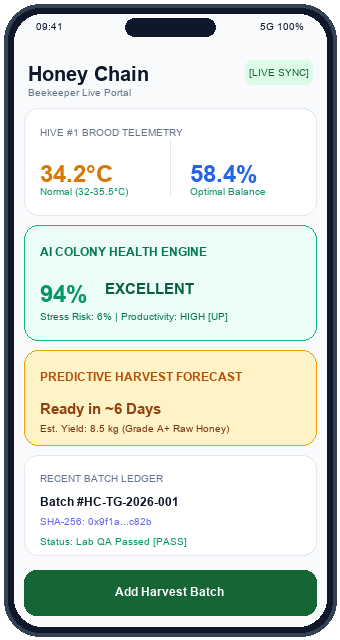 09:41 5G 100%
Honey Chain [LIVE SYNC]
Beekeeper Live Portal
HIVE #1 BROOD TELEMETRY
34.2°C 58.4%
Normal (32-35.5°C) Optimal Balance
AI COLONY HEALTH ENGINE
94% EXCELLENT
Stress Risk: 6% | Productivity: HIGH [UP]
PREDICTIVE HARVEST FORECAST
Ready in ~6 Days
Est. Yield: 8.5 kg (Grade A+ Raw Honey)
RECENT BATCH LEDGER
Batch #HC-TG-2026-001
SHA-256: 0x9f1a...c82b
Status: Lab QA Passed [PASS]
Add Harvest Batch